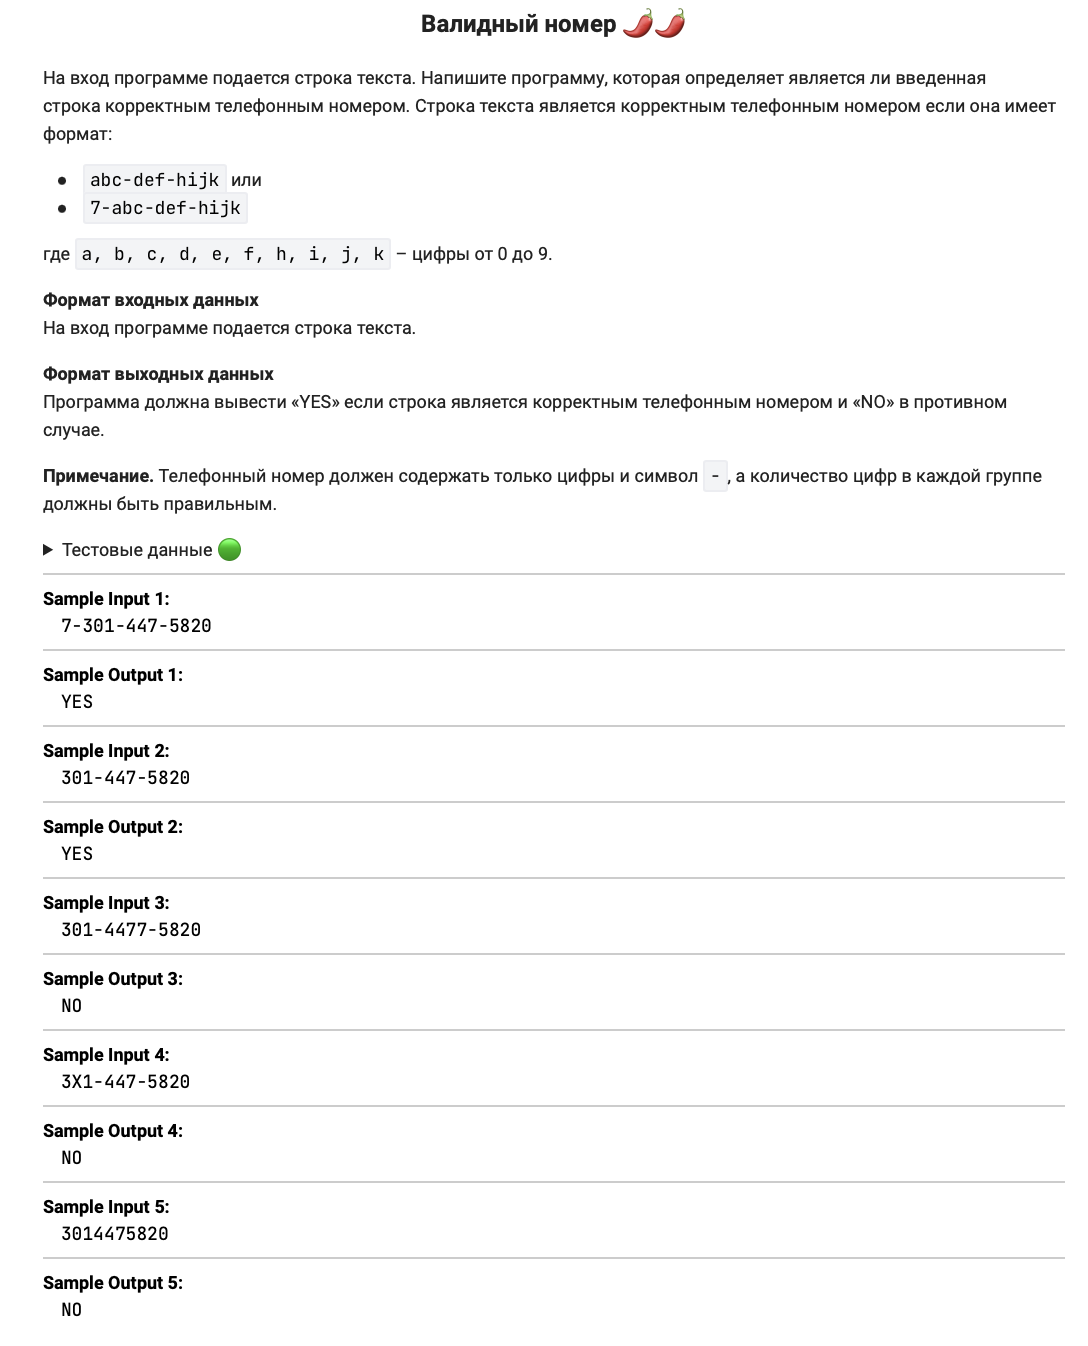 Валидный номер 🌶️🌶️
На вход программе подается строка текста. Напишите программу, которая определяет является ли введенная
строка корректным телефонным номером. Строка текста является корректным телефонным номером если она имеет
формат:
● abc-def-hijk или
● 7-abc-def-hijk
где a, b, c, d, e, f, h, i, j, k – цифры от 0 до 9.
Формат входных данных
На вход программе подается строка текста.
Формат выходных данных
Программа должна вывести «YES» если строка является корректным телефонным номером и «NO» в противном
случае.
Примечание. Телефонный номер должен содержать только цифры и символ -, а количество цифр в каждой группе
должны быть правильным.
▶ Тестовые данные 🟢
Sample Input 1:
7-301-447-5820
Sample Output 1:
YES
Sample Input 2:
301-447-5820
Sample Output 2:
YES
Sample Input 3:
301-4477-5820
Sample Output 3:
NO
Sample Input 4:
3X1-447-5820
Sample Output 4:
NO
Sample Input 5:
3014475820
Sample Output 5:
NO